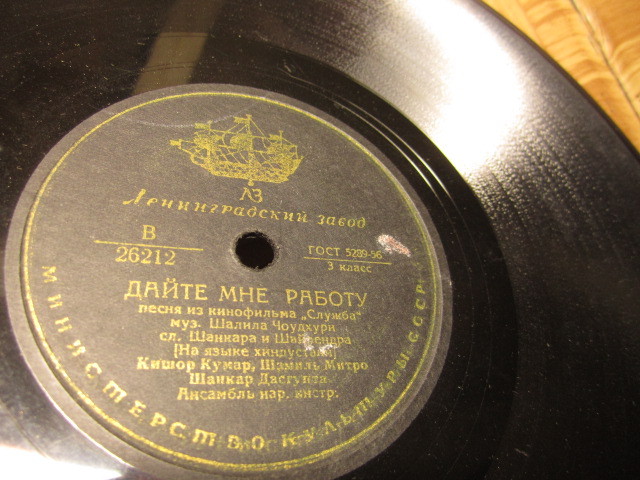 ЛЗ
Ленинградский завод
В
26212
ГОСТ 5289-56
3 класс
ДАЙТЕ МНЕ РАБОТУ
песня из кинофильма „Служба“
муз. Шалила Чоудхури
сл. Шанкара и Шайлендра
[На языке хиндустани]
Кишор Кумар, Шамиль Митро
Шанкар Дасгупта
Ансамбль нар. инстр.
МИНИСТЕРСТВО КУЛЬТУРЫ СССР